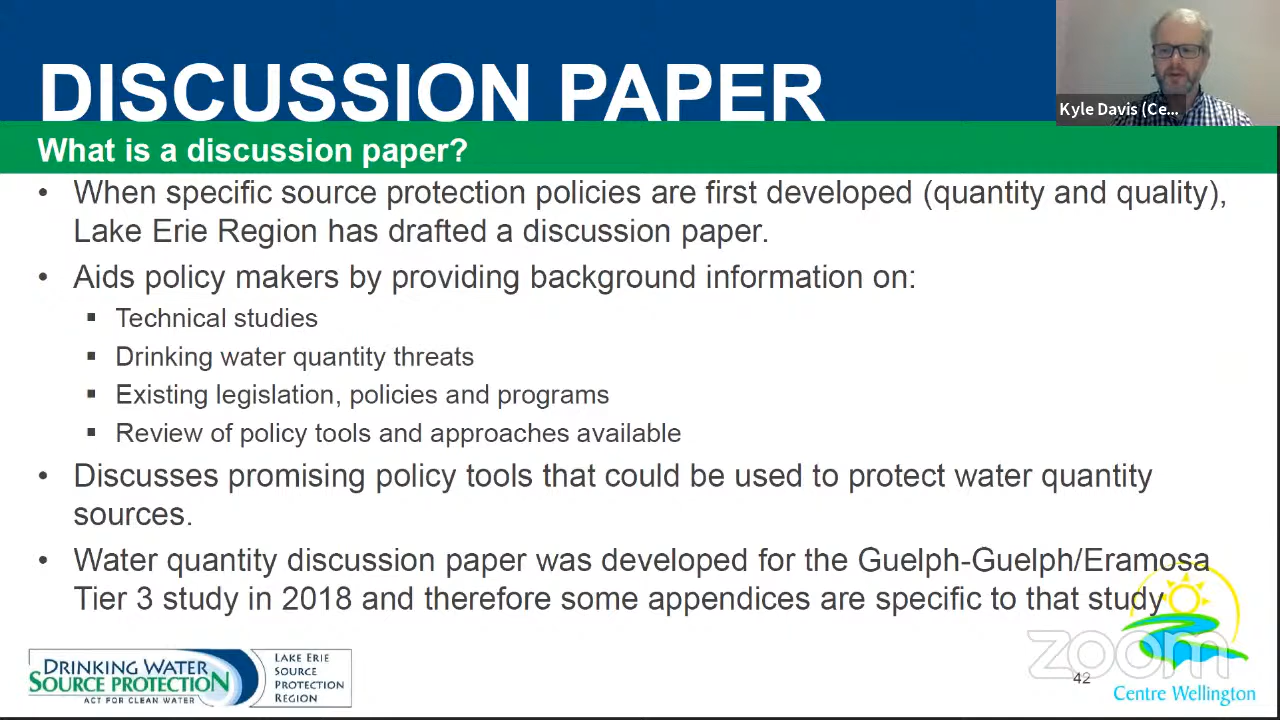 DISCUSSION PAPER
Kyle Davis (Ce...
What is a discussion paper?
• When specific source protection policies are first developed (quantity and quality),
Lake Erie Region has drafted a discussion paper.
• Aids policy makers by providing background information on:
▪ Technical studies
▪ Drinking water quantity threats
▪ Existing legislation, policies and programs
▪ Review of policy tools and approaches available
• Discusses promising policy tools that could be used to protect water quantity
sources.
• Water quantity discussion paper was developed for the Guelph-Guelph/Eramosa
Tier 3 study in 2018 and therefore some appendices are specific to that study
DRINKING WATER
SOURCE PROTECTION
ACT FOR CLEAN WATER
LAKE ERIE
SOURCE
PROTECTION
REGION
zoom
42
Centre Wellington